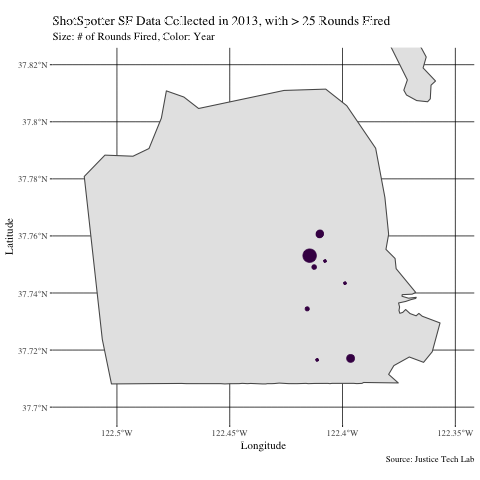 ShotSpotter SF Data Collected in 2013, with > 25 Rounds Fired
Size: # of Rounds Fired, Color: Year
37.82°N
37.8°N
37.78°N
37.76°N
37.74°N
37.72°N
37.7°N
Latitude
122.5°W 122.45°W 122.4°W 122.35°W
Longitude
Source: Justice Tech Lab